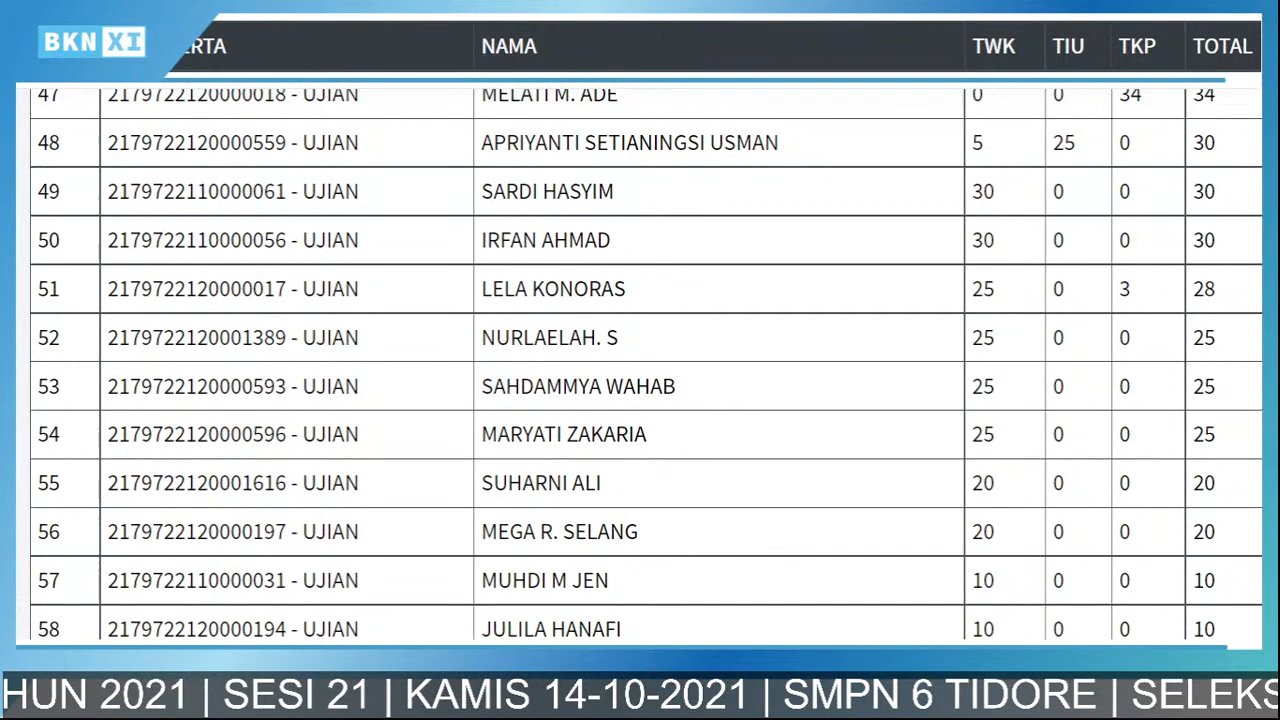 BKN XI
ERTA NAMA TWK TIU TKP TOTAL
47 2179722120000018 - UJIAN MELATI M. ADE 0 0 34 34
48 2179722120000559 - UJIAN APRIYANTI SETIANINGSI USMAN 5 25 0 30
49 2179722110000061 - UJIAN SARDI HASYIM 30 0 0 30
50 2179722110000056 - UJIAN IRFAN AHMAD 30 0 0 30
51 2179722120000017 - UJIAN LELA KONORAS 25 0 3 28
52 2179722120001389 - UJIAN NURLAELAH. S 25 0 0 25
53 2179722120000593 - UJIAN SAHDAMMYA WAHAB 25 0 0 25
54 2179722120000596 - UJIAN MARYATI ZAKARIA 25 0 0 25
55 2179722120001616 - UJIAN SUHARNI ALI 20 0 0 20
56 2179722120000197 - UJIAN MEGA R. SELANG 20 0 0 20
57 2179722110000031 - UJIAN MUHDI M JEN 10 0 0 10
58 2179722120000194 - UJIAN JULILA HANAFI 10 0 0 10
HUN 2021 | SESI 21 | KAMIS 14-10-2021 | SMPN 6 TIDORE | SELEKS